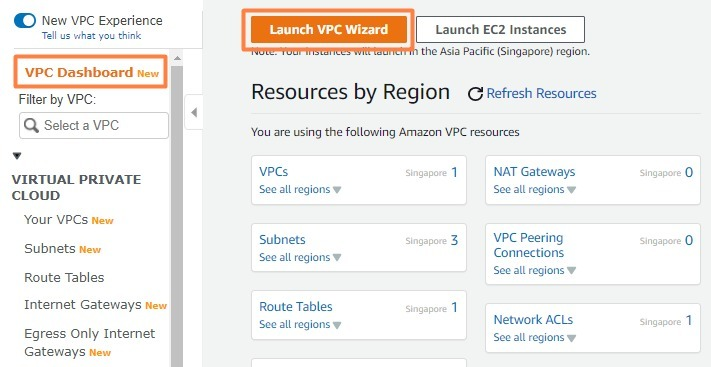 New VPC Experience
Tell us what you think
VPC Dashboard New
Filter by VPC:
Select a VPC
VIRTUAL PRIVATE
CLOUD
Your VPCs New
Subnets New
Route Tables
Internet Gateways New
Egress Only Internet
Gateways New
Launch VPC Wizard
Launch EC2 Instances
Note: Your Instances will launch in the Asia Pacific (Singapore) region.
Resources by Region
Refresh Resources
You are using the following Amazon VPC resources
VPCs Singapore 1
See all regions
NAT Gateways Singapore 0
See all regions
Subnets Singapore 3
See all regions
VPC Peering Singapore 0
Connections
See all regions
Route Tables Singapore 1
See all regions
Network ACLs Singapore 1
See all regions